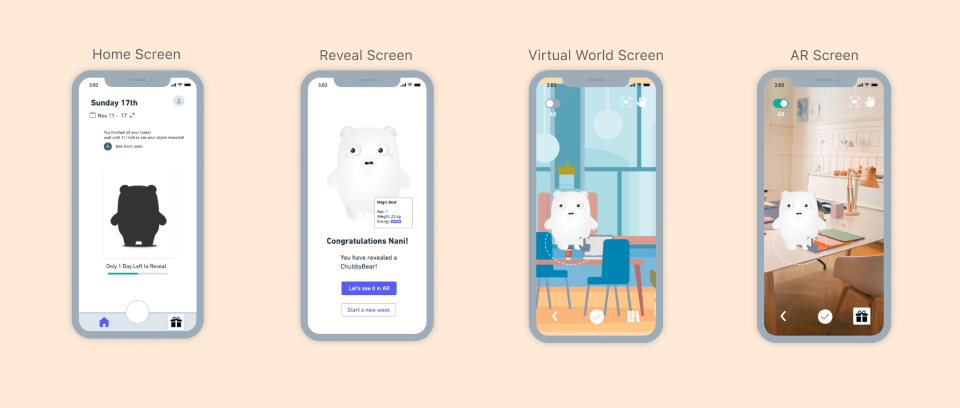 Home Screen
3:03
Sunday 17th
Nov 11 - 17
You finished all your tasks!
wait until 11/1
to see your object revealed!
Add more tasks
Only 1 Day Left to Reveal
Reveal Screen
3:03
Magic Bear
Age: 1
Weight: 25 kg
Energy:
Congratulations Nani!
You have revealed a
ChubbyBear!
Let's see it in AR
Start a new week
Virtual World Screen
3:03
AR
AR Screen
3:03
AR